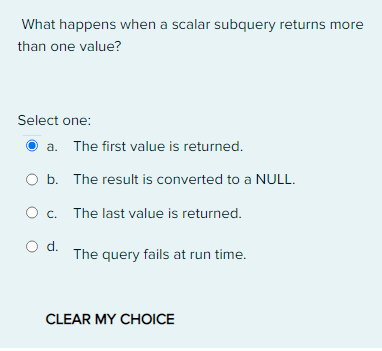 What happens when a scalar subquery returns more
than one value?
Select one:
a. The first value is returned.
b. The result is converted to a NULL.
c. The last value is returned.
d. The query fails at run time.
CLEAR MY CHOICE